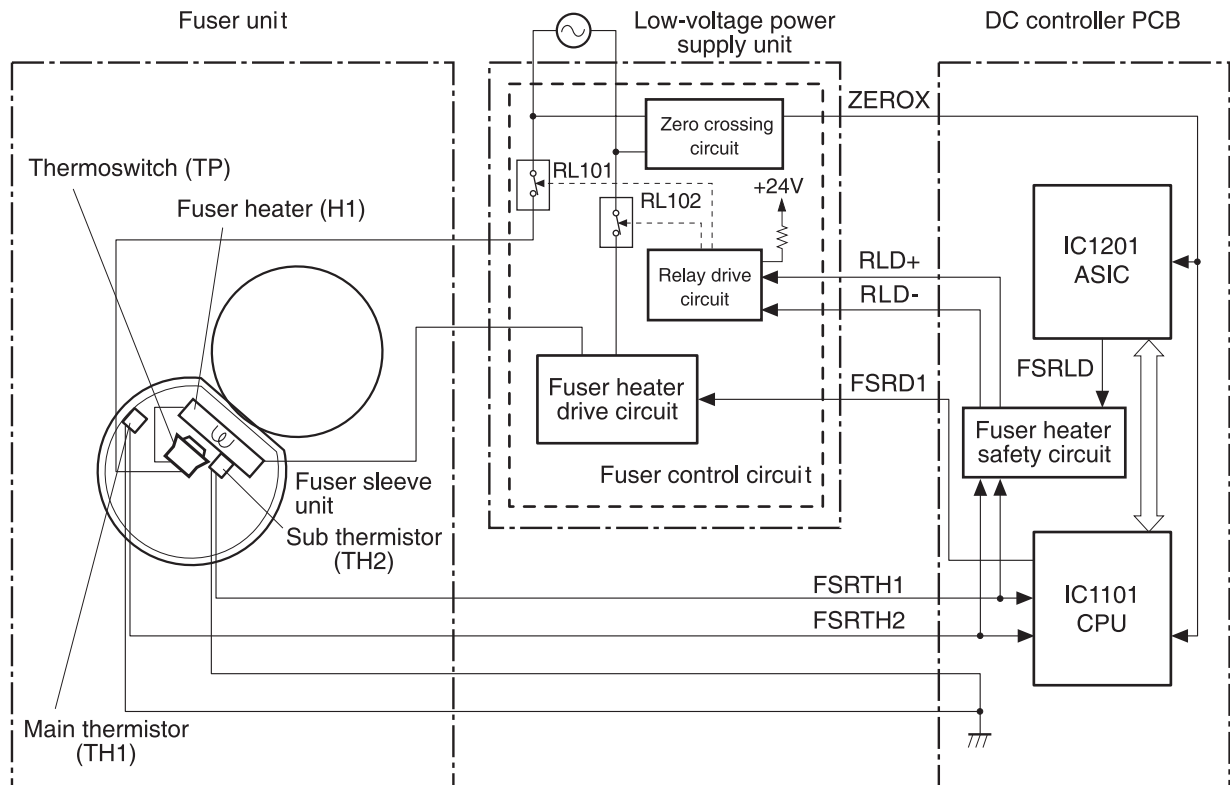 Fuser unit
Low-voltage power
supply unit
DC controller PCB
ZEROX
Zero crossing
circuit
Thermoswitch (TP)
RL101
+24V
Fuser heater (H1)
RL102
IC1201
ASIC
RLD+
Relay drive
circuit
RLD-
FSRLD
FSRD1
Fuser heater
drive circuit
Fuser heater
safety circuit
Fuser control circuit
Fuser sleeve
unit
Sub thermistor
(TH2)
FSRTH1
IC1101
CPU
FSRTH2
Main thermistor
(TH1)